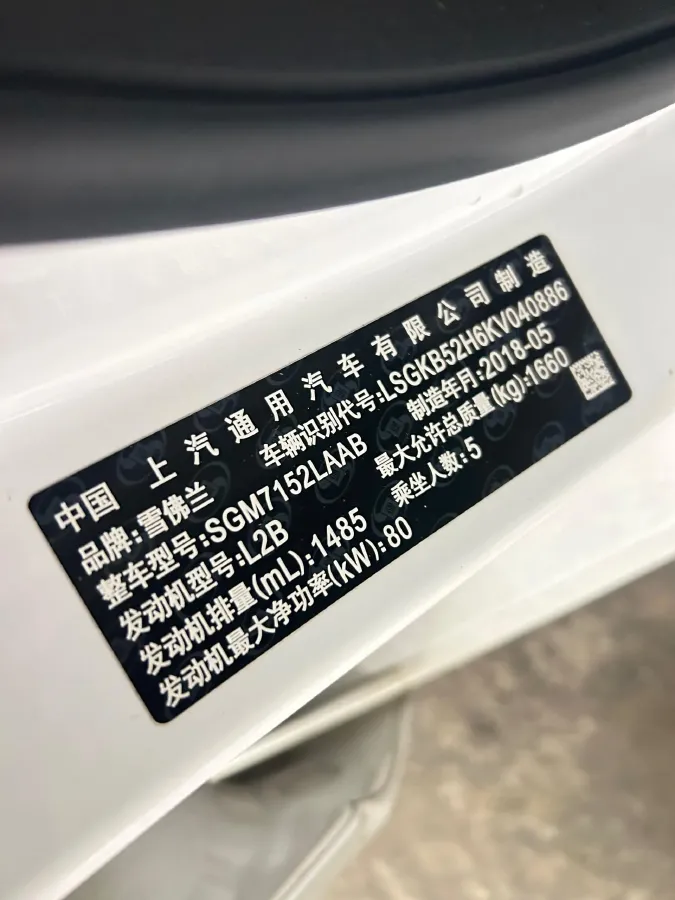 中国 上汽通用汽车有限公司制造
品牌:雪佛兰 车辆识别代号:LSGKB52H6KV040886
整车型号:SGM7152LAAB 制造年月:2018-05
发动机型号:L2B 最大允许总质量(kg):1660
发动机排量(mL):1485 乘坐人数:5
发动机最大净功率(kW):80